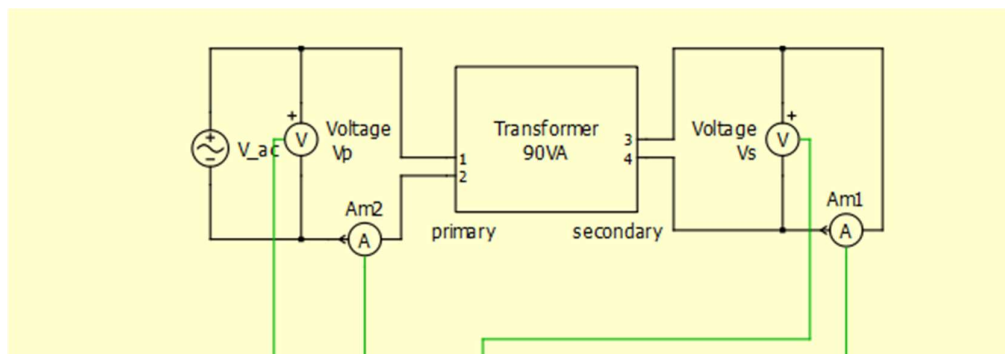 V_ac
+
V
Voltage
Vp
Am2
A
1
2
primary
Transformer
90VA
3
4
secondary
Voltage
Vs
+
V
Am1
A